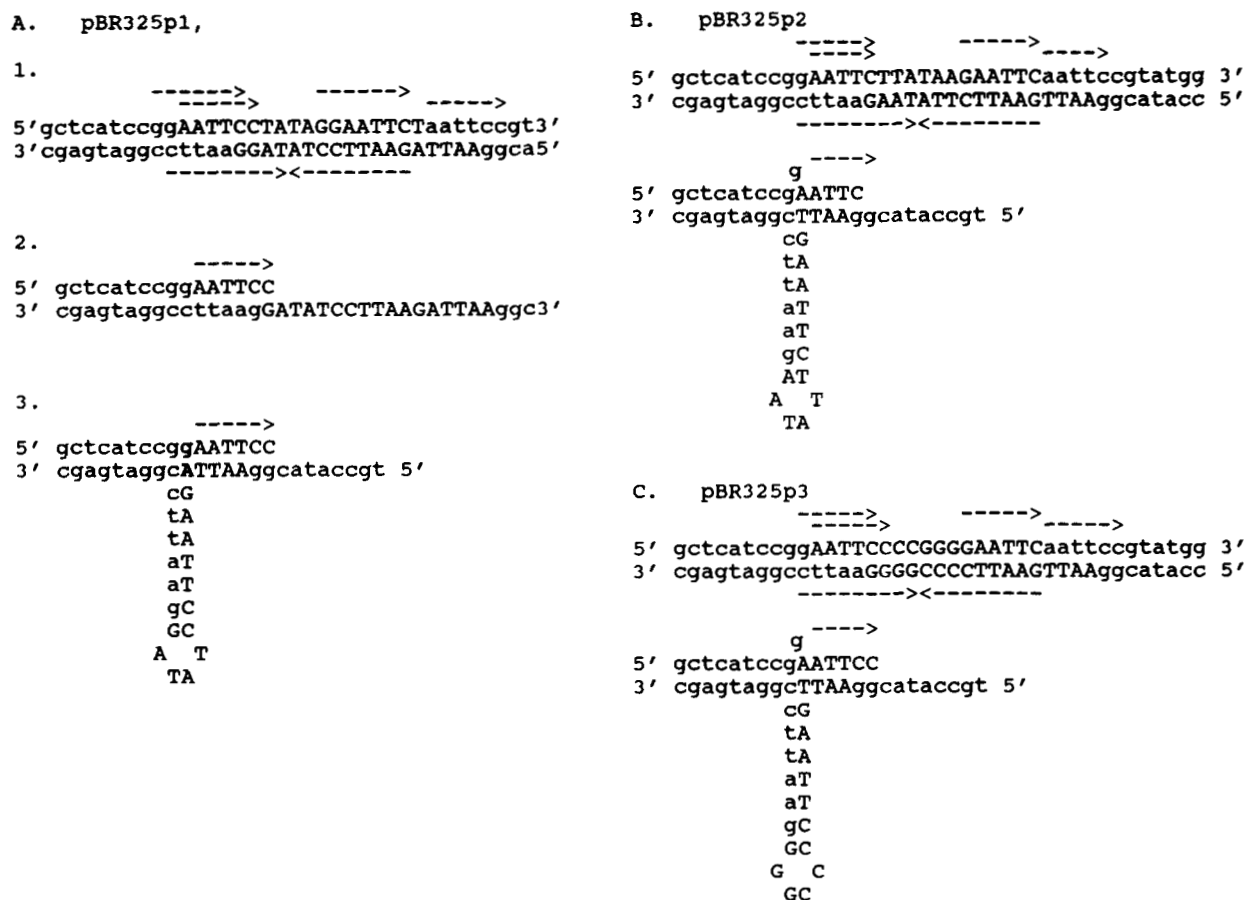 A. pBR325p1,
1.
------> ------>
-----> ----->
5'gctcatccggAATTCCTATAGGAATTCTaattccgt3'
3'cgagtaggccttaaGGATATCCTTAAGATTAAggca5'
--------><--------
2.
----->
5' gctcatccggAATTCC
3' cgagtaggccttaagGATATCCTTAAGATTAAggc3'
3.
----->
5' gctcatccggAATTCC
3' cgagtaggcATTAAggcataccgt 5'
cG
tA
tA
aT
aT
gC
GC
A T
TA
B. pBR325p2
-----> ----->
----> ---->
5' gctcatccggAATTCTTATAAGAATTCaattccgtatgg 3'
3' cgagtaggccttaaGAATATTCTTAAGTTAAggcatacc 5'
--------><--------
g ---->
5' gctcatccgAATTC
3' cgagtaggcTTAAggcataccgt 5'
cG
tA
tA
aT
aT
gC
AT
A T
TA
C. pBR325p3
-----> ----->
-----> ----->
5' gctcatccggAATTCCCCGGGGAATTCaattccgtatgg 3'
3' cgagtaggccttaaGGGGCCCCTTAAGTTAAggcatacc 5'
--------><--------
g ---->
5' gctcatccgAATTCC
3' cgagtaggcTTAAggcataccgt 5'
cG
tA
tA
aT
aT
gC
GC
G C
GC